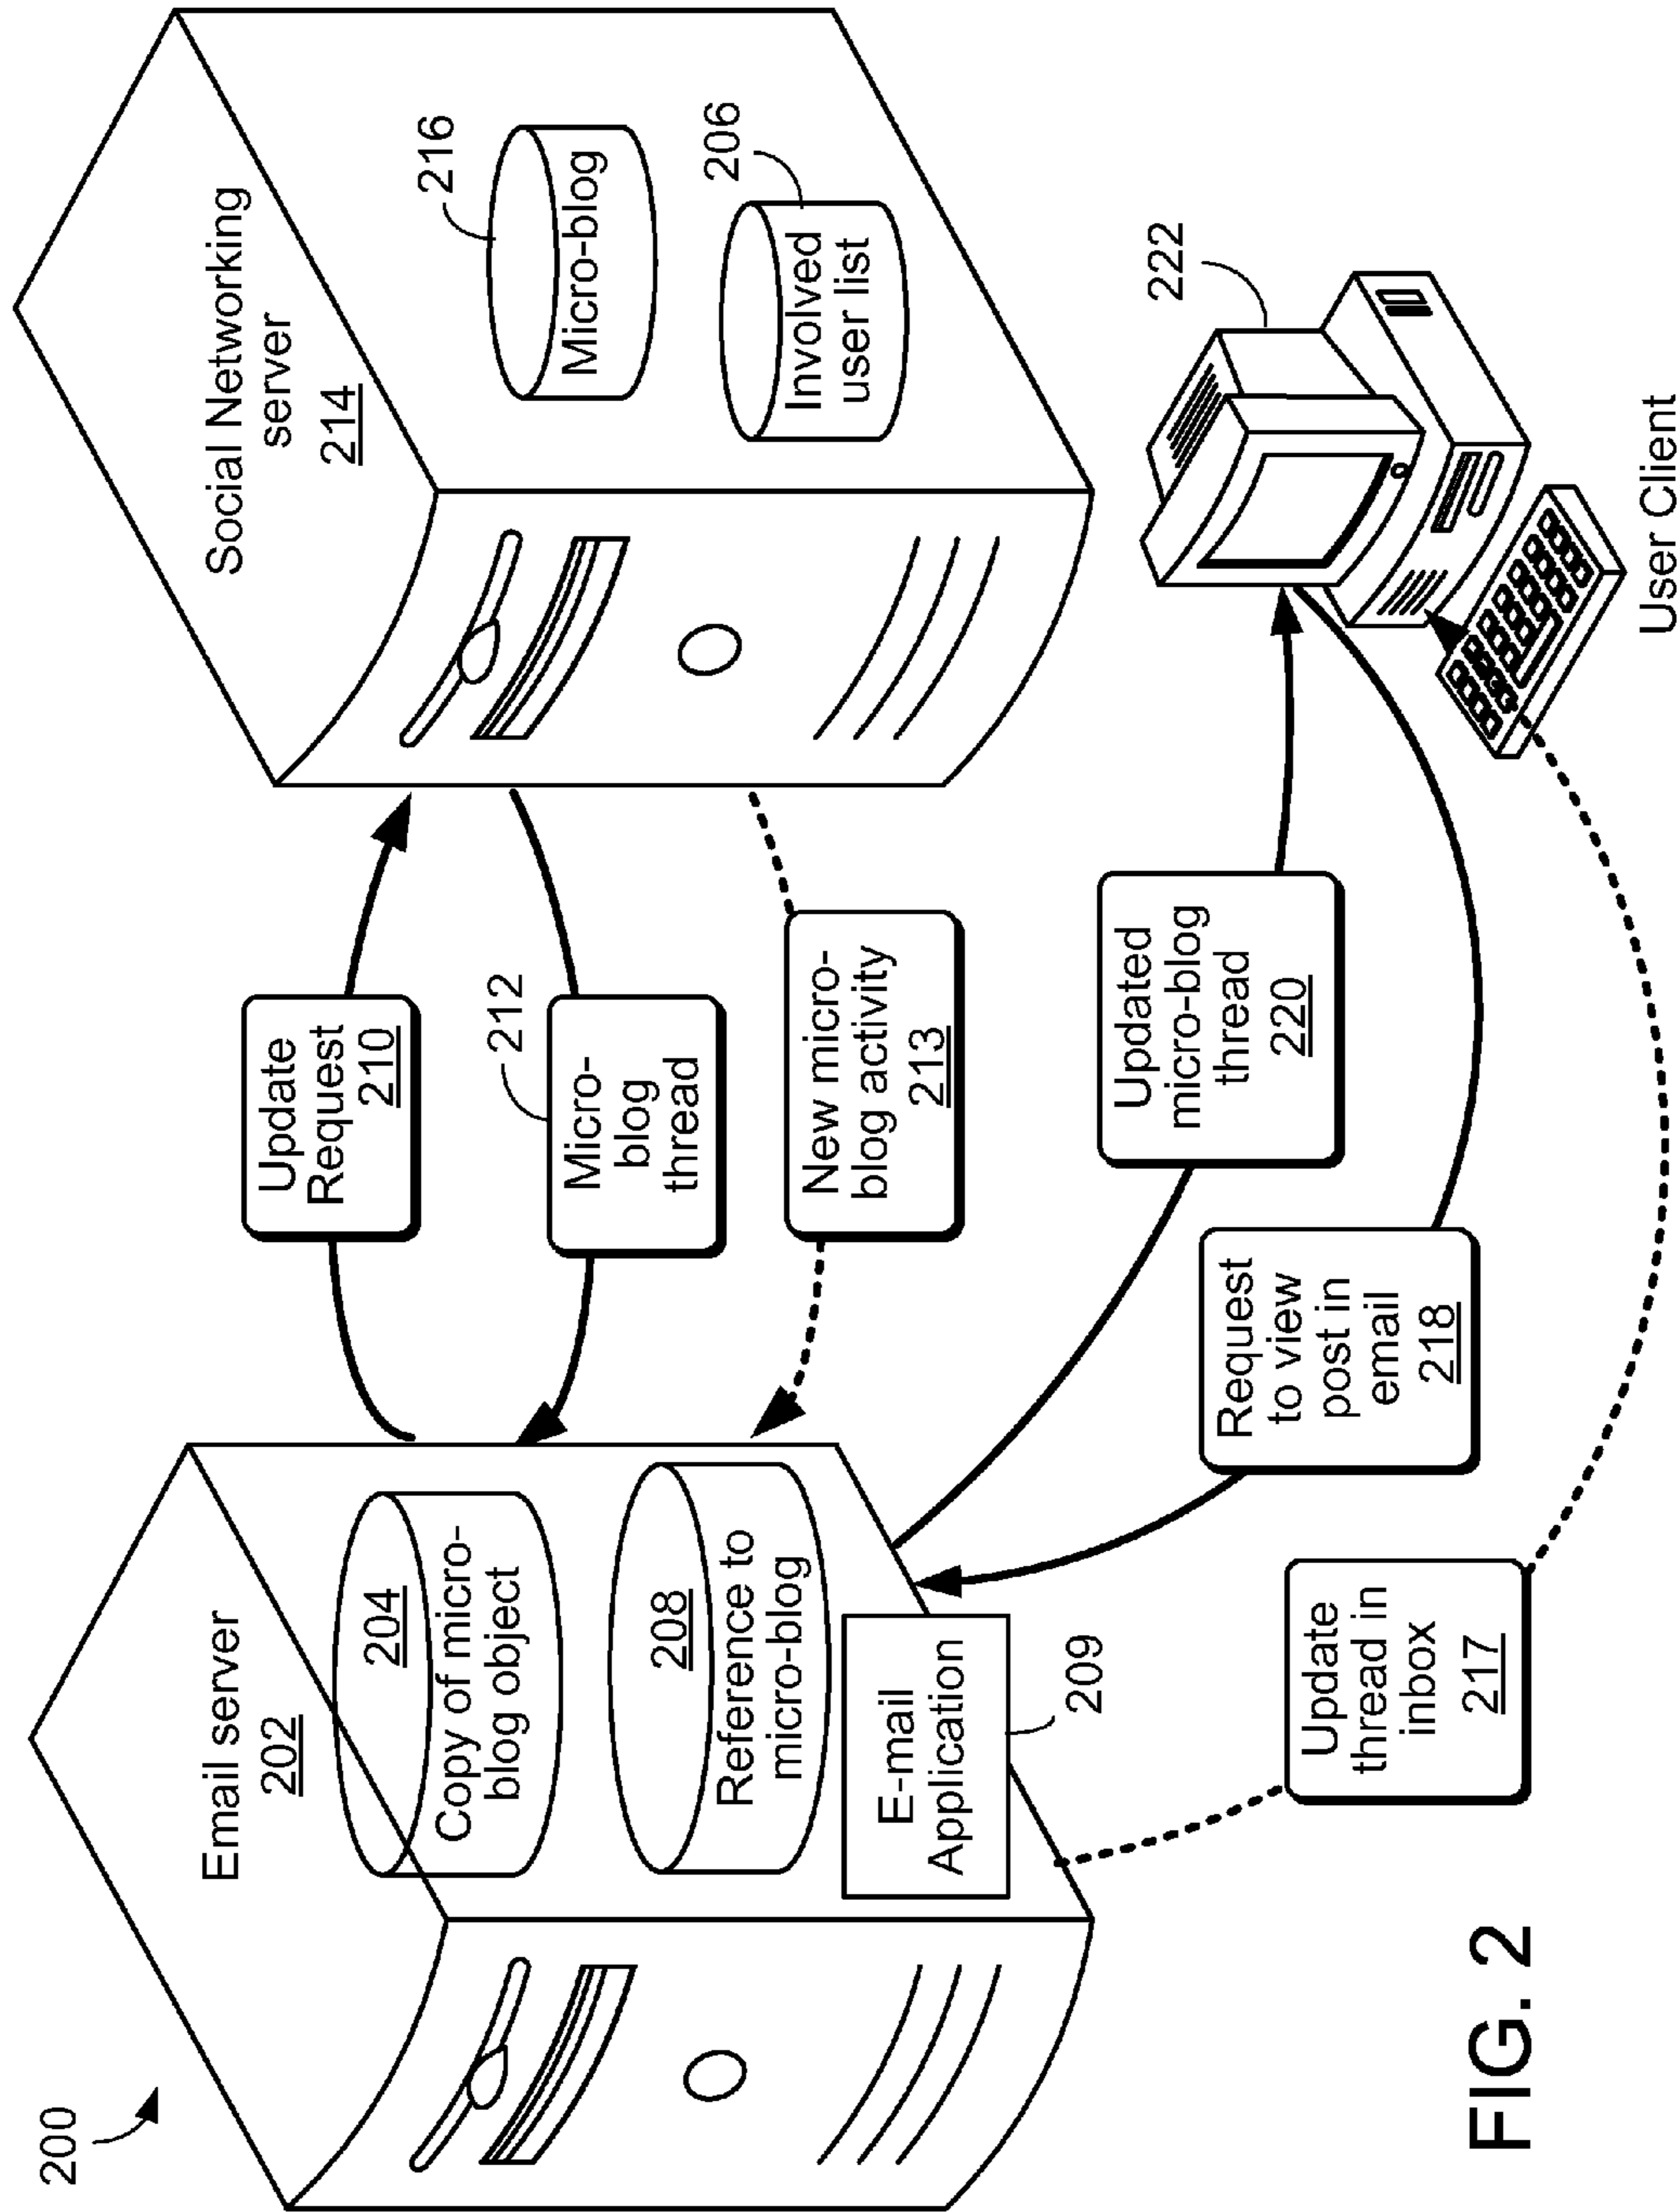 200
Email server
202
204
Copy of micro-
blog object
208
Reference to
micro-blog
E-mail
Application
209
Update
Request
210
212
Micro-
blog
thread
New micro-
blog activity
213
Social Networking
server
214
216
Micro-blog
206
Involved
user list
Updated
micro-blog
thread
220
Request
to view
post in
email
218
Update
thread in
inbox
217
222
User Client
FIG. 2